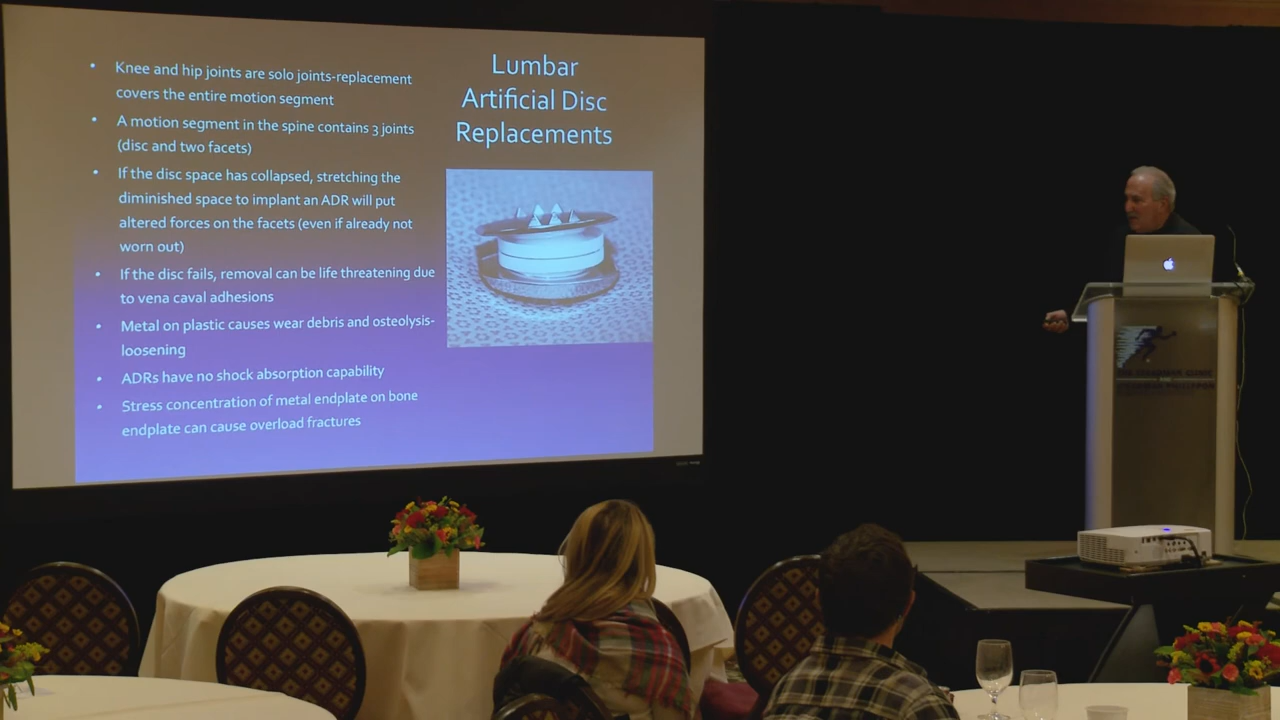 Lumbar
Artificial Disc
Replacements
• Knee and hip joints are solo joints-replacement
covers the entire motion segment
• A motion segment in the spine contains 3 joints
(disc and two facets)
• If the disc space has collapsed, stretching the
diminished space to implant an ADR will put
altered forces on the facets (even if already not
worn out)
• If the disc fails, removal can be life threatening due
to vena caval adhesions
• Metal on plastic causes wear debris and osteolysis-
loosening
• ADRs have no shock absorption capability
• Stress concentration of metal endplate on bone
endplate can cause overload fractures